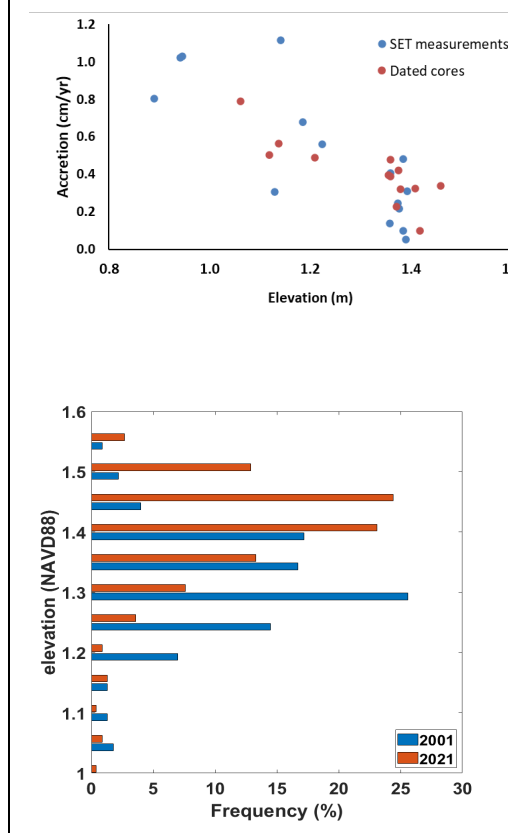 1.2
1.0
0.8
0.6
0.4
0.2
0.0
Accretion (cm/yr)
SET measurements
Dated cores
0.8 1.0 1.2 1.4
Elevation (m)
1.6
1.5
1.4
1.3
1.2
1.1
1
elevation (NAVD88)
2001
2021
0 5 10 15 20 25 30
Frequency (%)